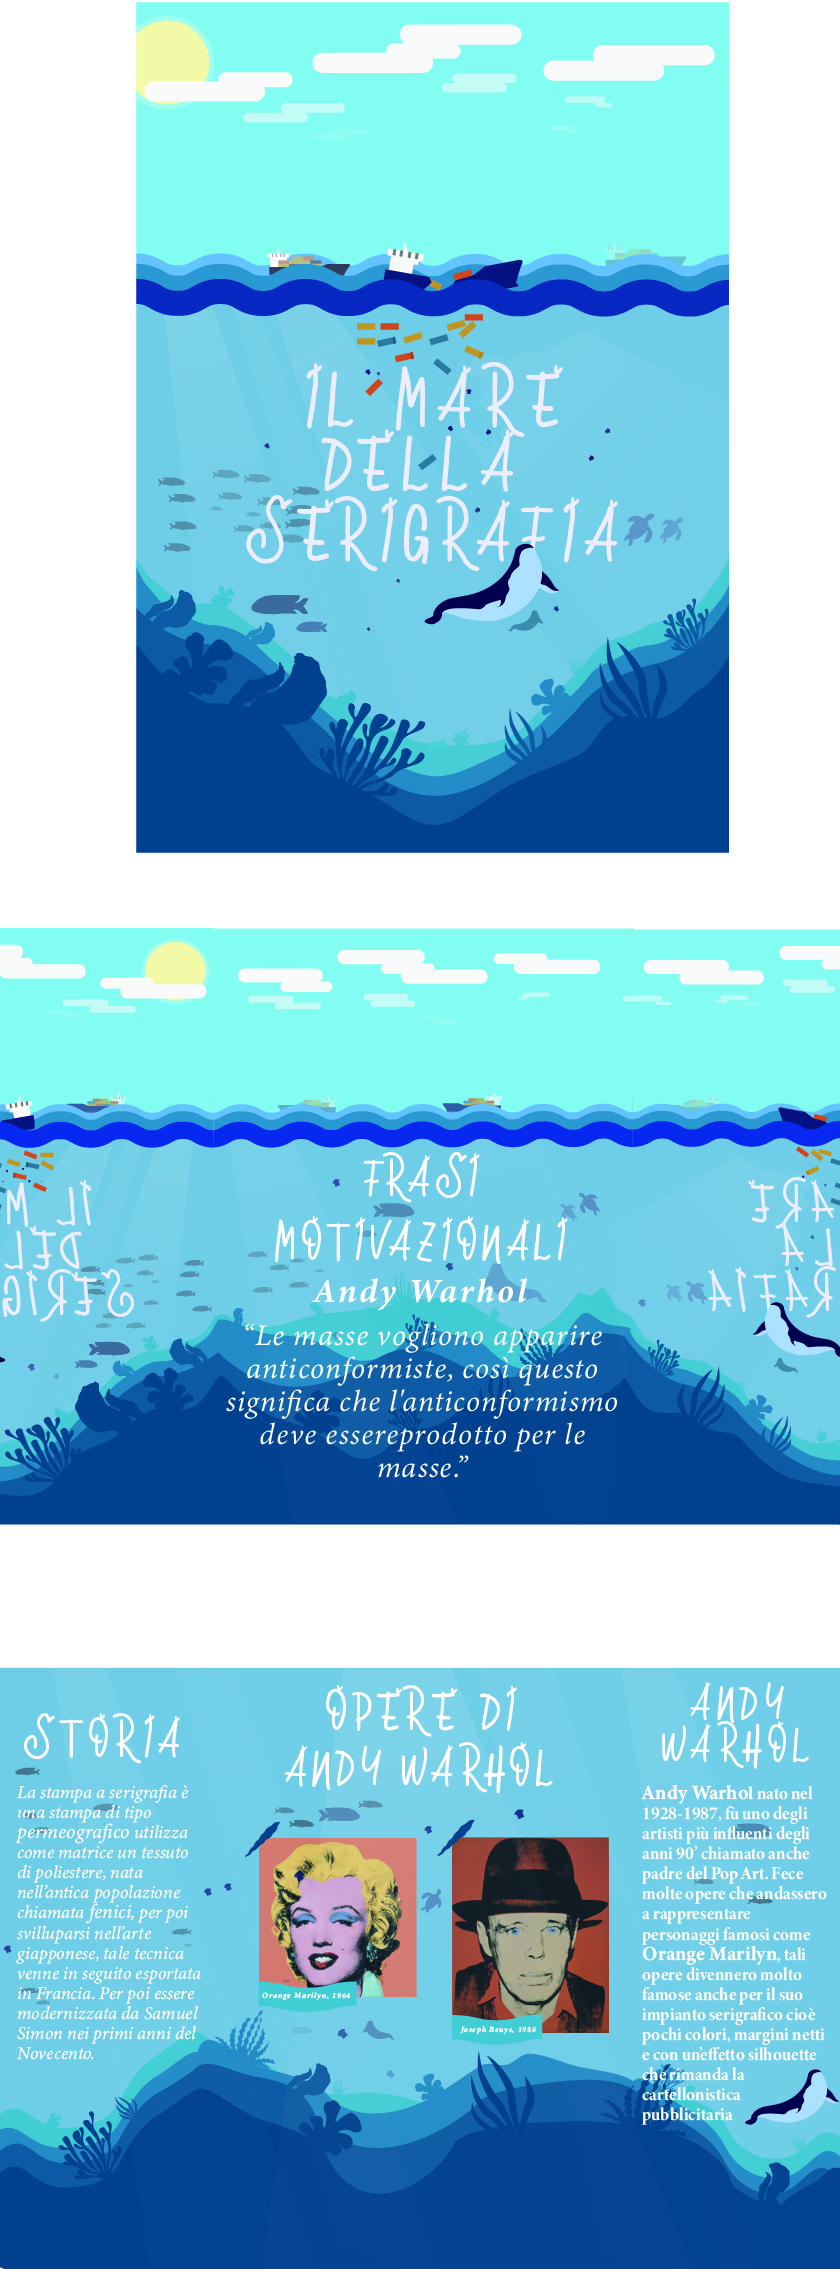 IL MARE
DELLA
SERIGRAFIA
IL M
DEL
SERIG
FRASI
MOTIVAZIONALI
Andy Warhol
“Le masse vogliono apparire
anticonformiste, così questo
significa che l'anticonformismo
deve essereprodotto per le
masse.”
ARE
LA
RAFIA
STORIA
La stampa a serigrafia è
una stampa di tipo
permeografico utilizza
come matrice un tessuto
di poliestere, nata
nell'antica popolazione
chiamata fenici, per poi
svilluparsi nell'arte
giapponese, tale tecnica
venne in seguito esportata
in Francia. Per poi essere
modernizzata da Samuel
Simon nei primi anni del
Novecento.
OPERE DI
ANDY WARHOL
Orange Marilyn, 1964
Joseph Beuys, 1980
ANDY
WARHOL
Andy Warhol nato nel
1928-1987, fù uno degli
artisti più influenti degli
anni 90’ chiamato anche
padre del Pop Art. Fece
molte opere che andassero
a rappresentare
personaggi famosi come
Orange Marilyn, tali
opere divennero molto
famose anche per il suo
impianto serigrafico cioè
pochi colori, margini netti
e con un'effetto silhouette
che rimanda la
cartellonistica
pubblicitaria